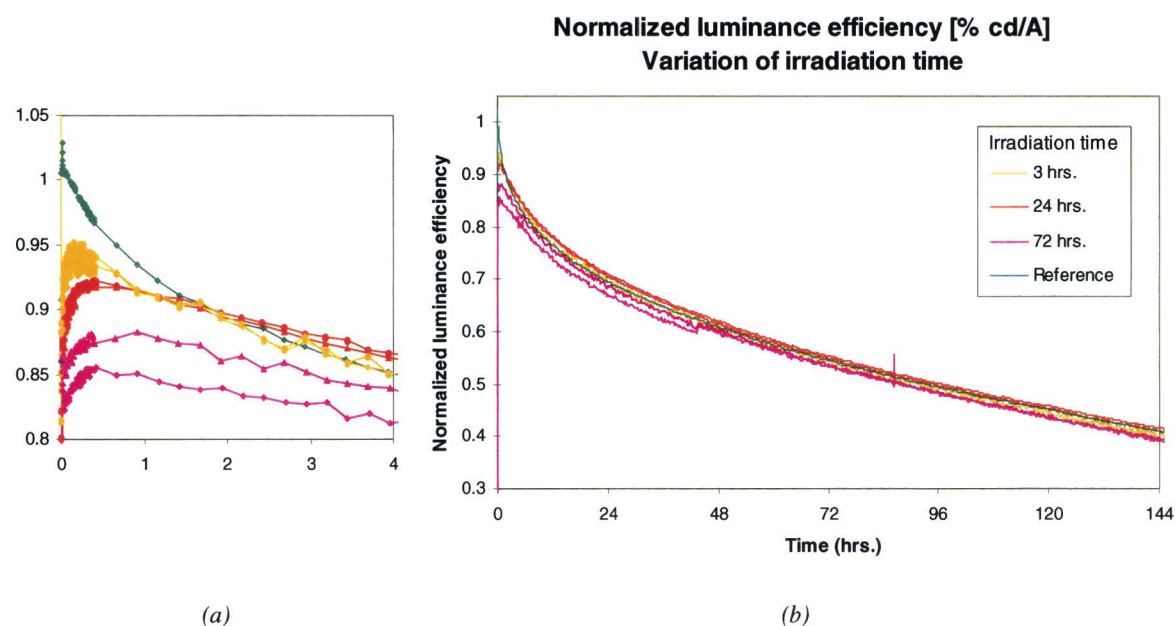 Normalized luminance efficiency [% cd/A]
Variation of irradiation time
1.05
1
0.95
0.9
0.85
0.8
0
1
2
3
4
Normalized luminance efficiency
1
0.9
0.8
0.7
0.6
0.5
0.4
0.3
0
24
48
72
96
120
144
Time (hrs.)
Irradiation time
3 hrs.
24 hrs.
72 hrs.
Reference
(a)
(b)